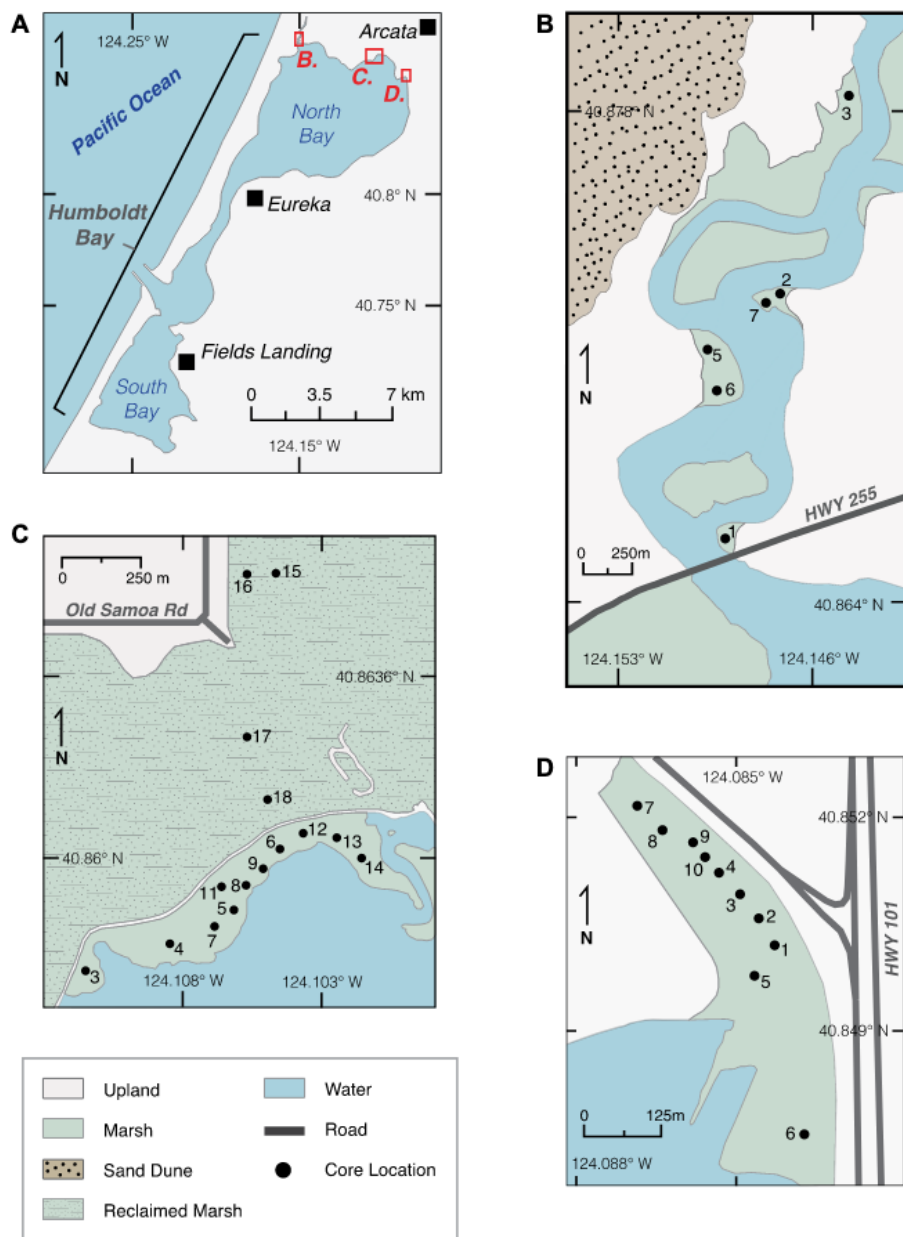 A
124.25° W
Arcata
N
B.
C.
D.
Pacific Ocean
North
Bay
40.8° N
Humboldt
Bay
Eureka
40.75° N
Fields Landing
South
Bay
0 3.5 7 km
124.15° W
B
40.878° N
3
2
7
5
N
6
HWY 255
1
0 250m
40.864° N
124.153° W 124.146° W
C
0 250 m
16 15
Old Samoa Rd
40.8636° N
N
17
18
12
6 13
40.86° N
9 14
11 8
5
7
4
3
124.108° W 124.103° W
D
124.085° W
7
40.852° N
8 9
10 4
3
2
N
1
HWY 101
5
40.849° N
0 125m
6
124.088° W
Upland Water
Marsh Road
Sand Dune Core Location
Reclaimed Marsh